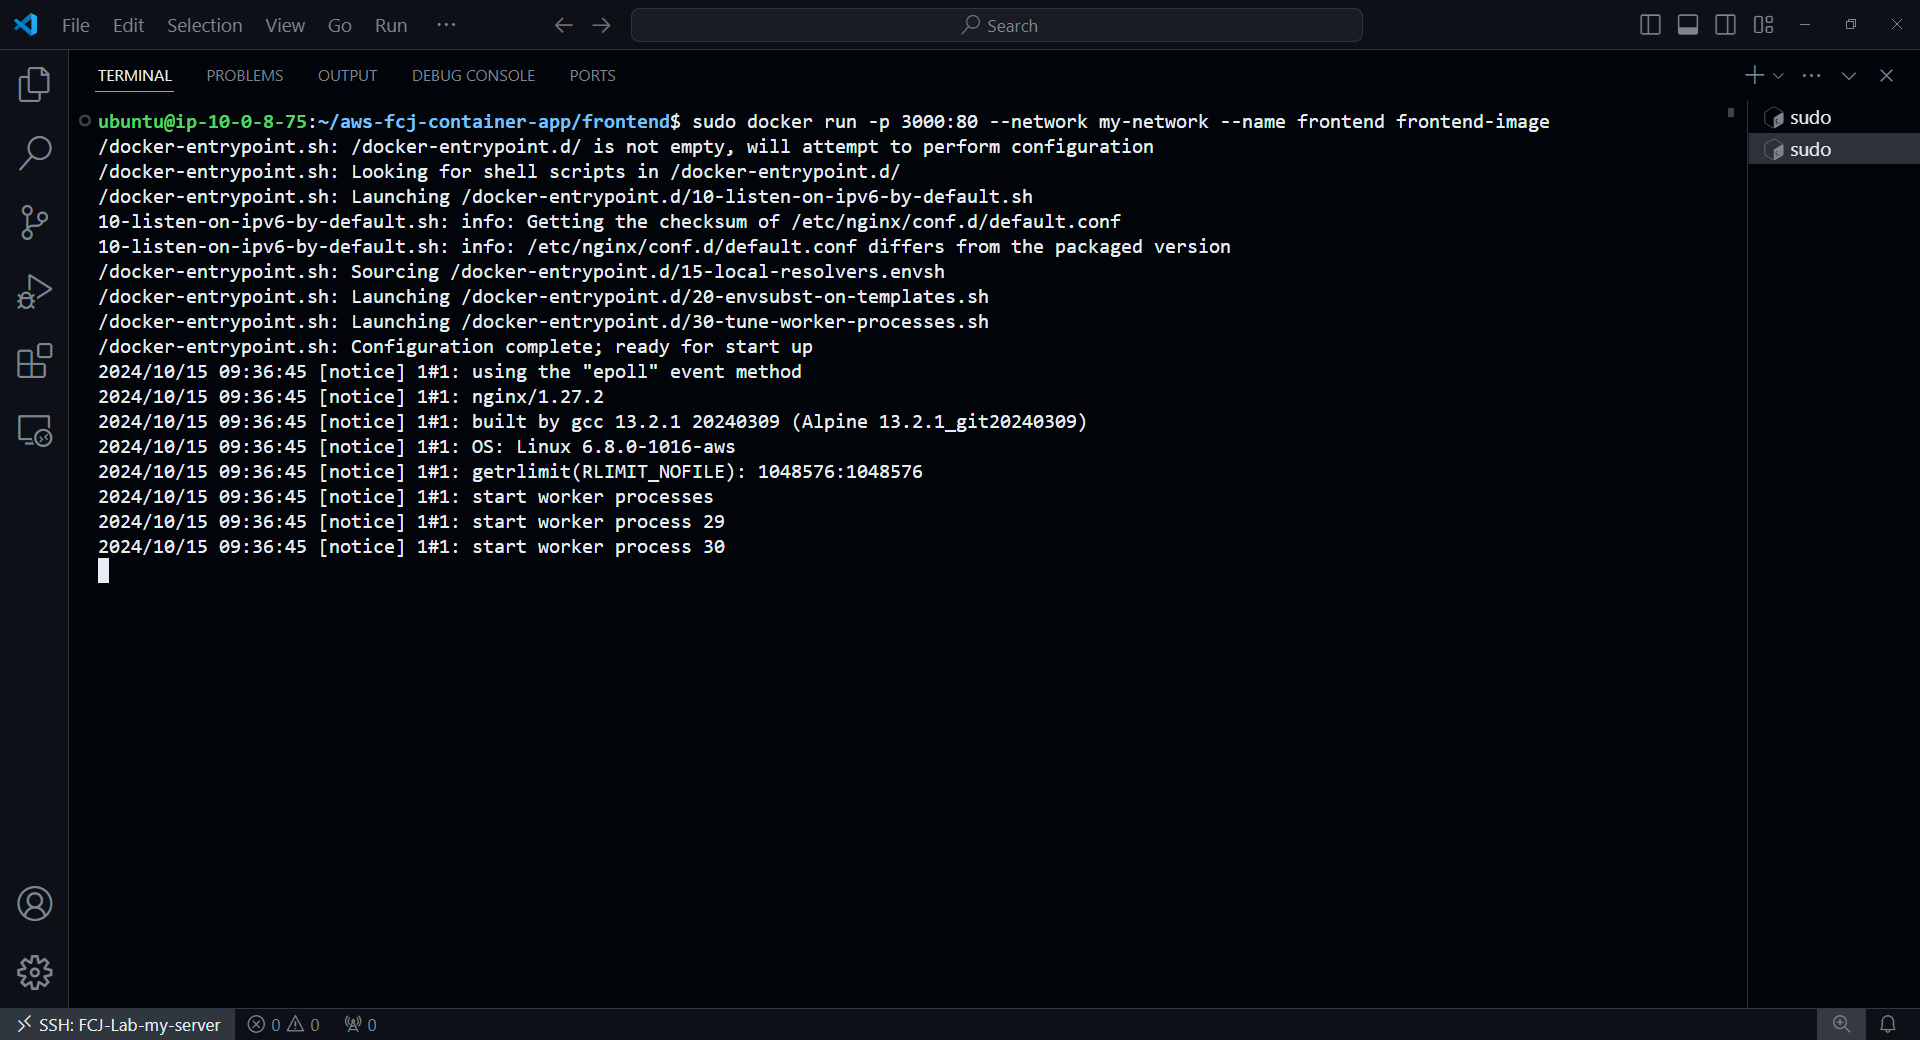 File Edit Selection View Go Run ··· Search
TERMINAL PROBLEMS OUTPUT DEBUG CONSOLE PORTS
ubuntu@ip-10-0-8-75:~/aws-fcj-container-app/frontend$ sudo docker run -p 3000:80 --network my-network --name frontend frontend-image
/docker-entrypoint.sh: /docker-entrypoint.d/ is not empty, will attempt to perform configuration
/docker-entrypoint.sh: Looking for shell scripts in /docker-entrypoint.d/
/docker-entrypoint.sh: Launching /docker-entrypoint.d/10-listen-on-ipv6-by-default.sh
10-listen-on-ipv6-by-default.sh: info: Getting the checksum of /etc/nginx/conf.d/default.conf
10-listen-on-ipv6-by-default.sh: info: /etc/nginx/conf.d/default.conf differs from the packaged version
/docker-entrypoint.sh: Sourcing /docker-entrypoint.d/15-local-resolvers.envsh
/docker-entrypoint.sh: Launching /docker-entrypoint.d/20-envsubst-on-templates.sh
/docker-entrypoint.sh: Launching /docker-entrypoint.d/30-tune-worker-processes.sh
/docker-entrypoint.sh: Configuration complete; ready for start up
2024/10/15 09:36:45 [notice] 1#1: using the "epoll" event method
2024/10/15 09:36:45 [notice] 1#1: nginx/1.27.2
2024/10/15 09:36:45 [notice] 1#1: built by gcc 13.2.1 20240309 (Alpine 13.2.1_git20240309)
2024/10/15 09:36:45 [notice] 1#1: OS: Linux 6.8.0-1016-aws
2024/10/15 09:36:45 [notice] 1#1: getrlimit(RLIMIT_NOFILE): 1048576:1048576
2024/10/15 09:36:45 [notice] 1#1: start worker processes
2024/10/15 09:36:45 [notice] 1#1: start worker process 29
2024/10/15 09:36:45 [notice] 1#1: start worker process 30
sudo
sudo
SSH: FCJ-Lab-my-server 0 0 0